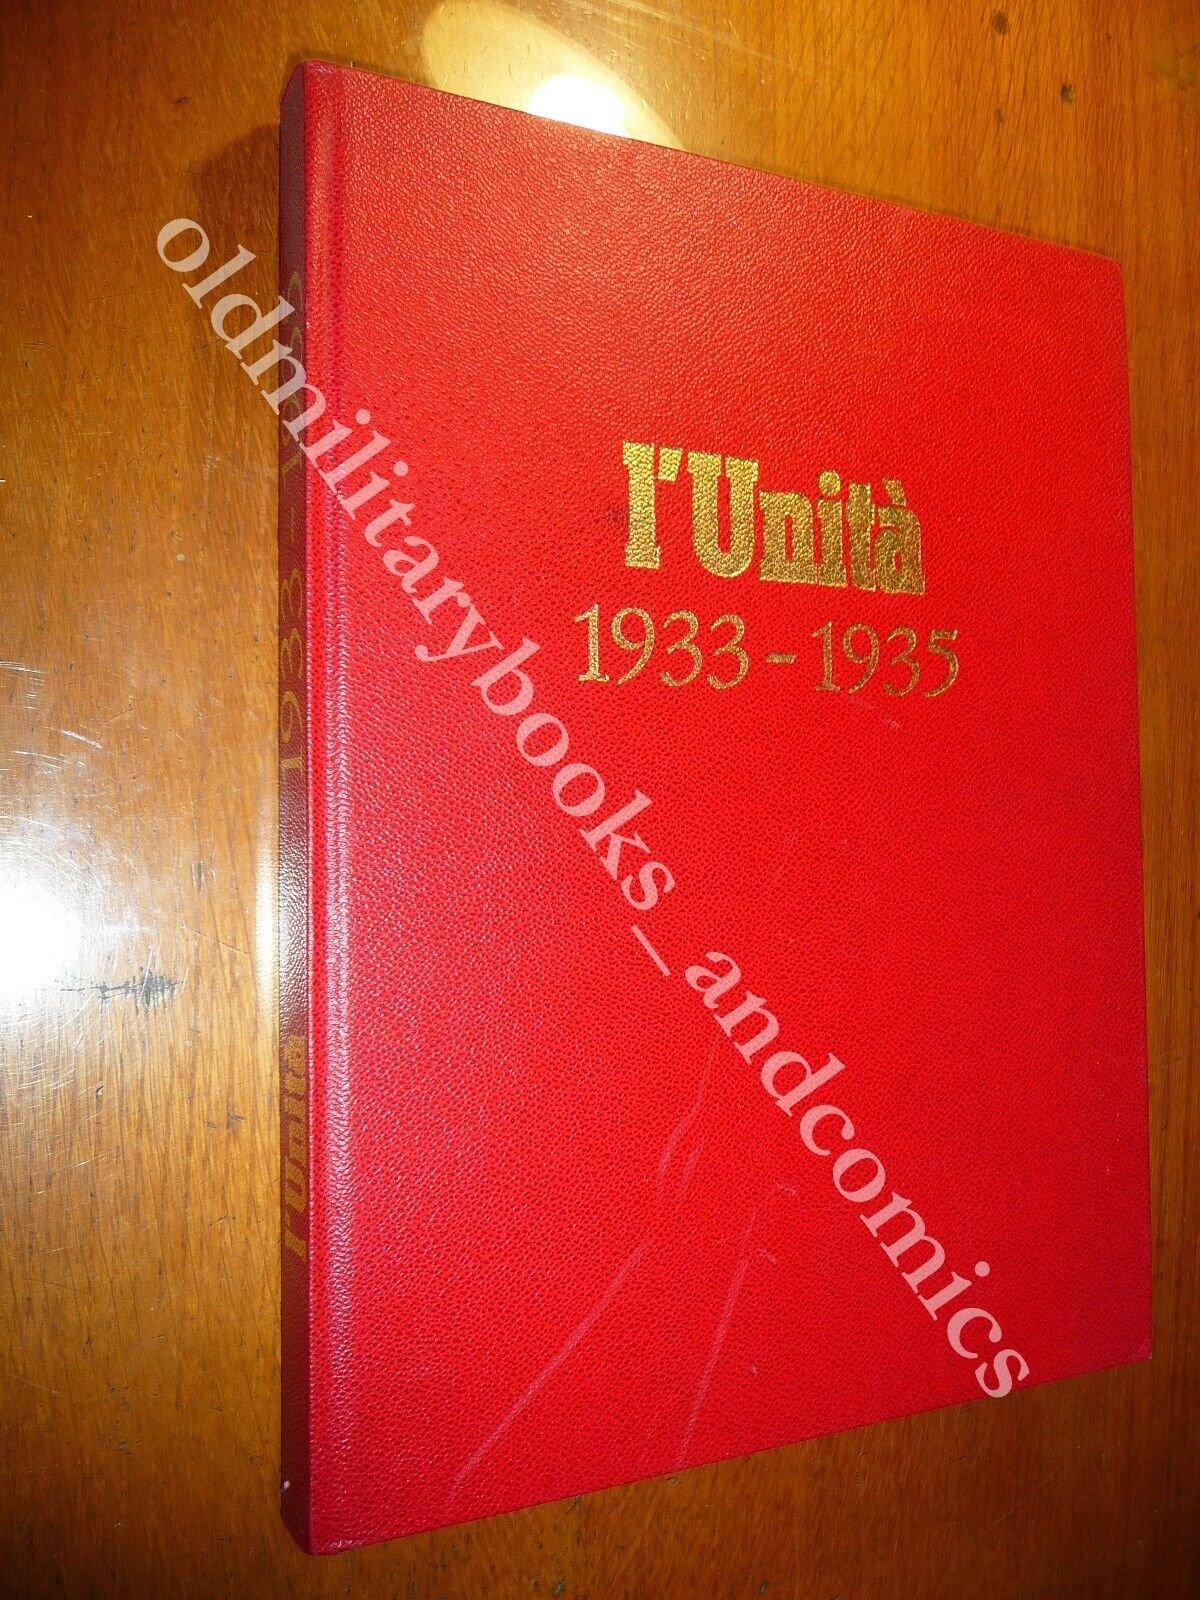 l'Unità
1933-1935
l'Unità 1933-1935
oldmilitarybooks_andcomics